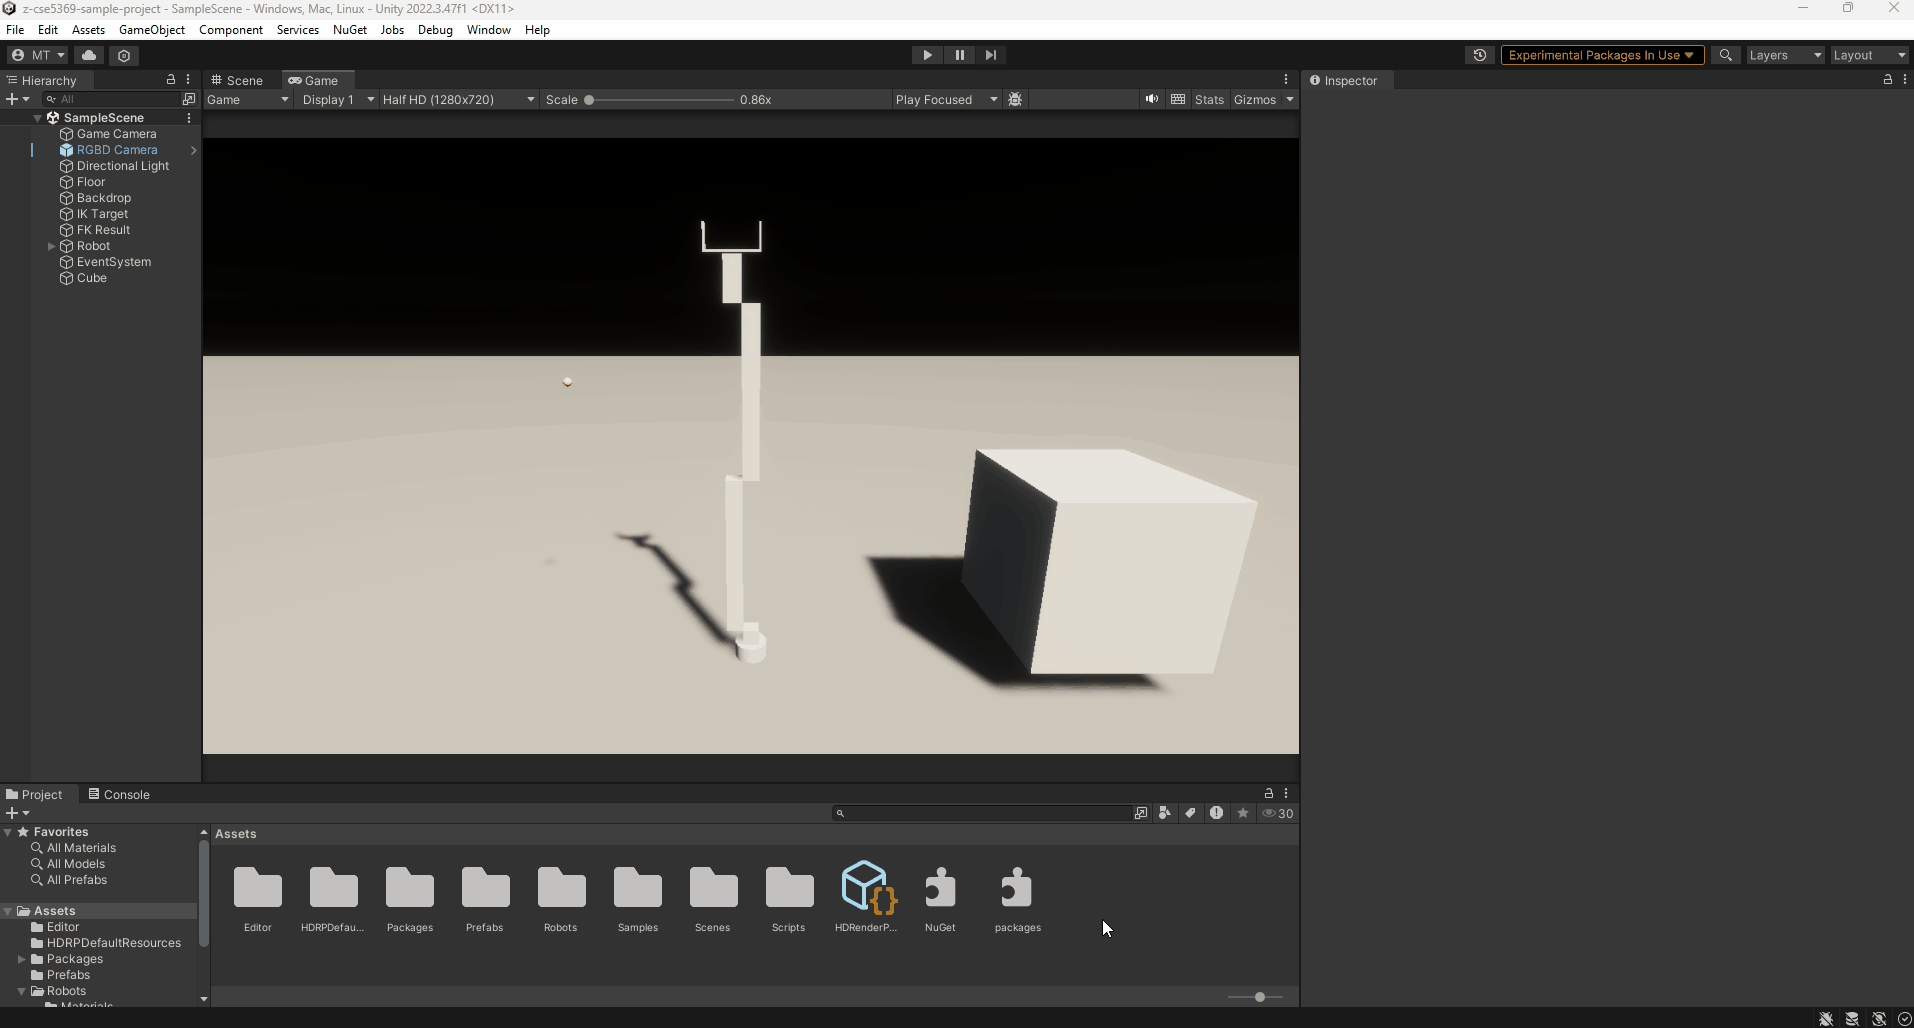 z-cse5369-sample-project - SampleScene - Windows, Mac, Linux - Unity 2022.3.47f1 <DX11>
File Edit Assets GameObject Component Services NuGet Jobs Debug Window Help
MT Experimental Packages In Use Layers Layout
Hierarchy Scene Game Inspector
All Game Display 1 Half HD (1280x720) Scale 0.86x Play Focused Stats Gizmos
SampleScene
Game Camera
RGBD Camera
Directional Light
Floor
Backdrop
IK Target
FK Result
Robot
EventSystem
Cube
Project Console
30
Favorites
All Materials
All Models
All Prefabs
Assets
Editor
HDRPDefaultResources
Packages
Prefabs
Robots
Materials
Assets
Editor HDRPDefau... Packages Prefabs Robots Samples Scenes Scripts HDRenderP... NuGet packages